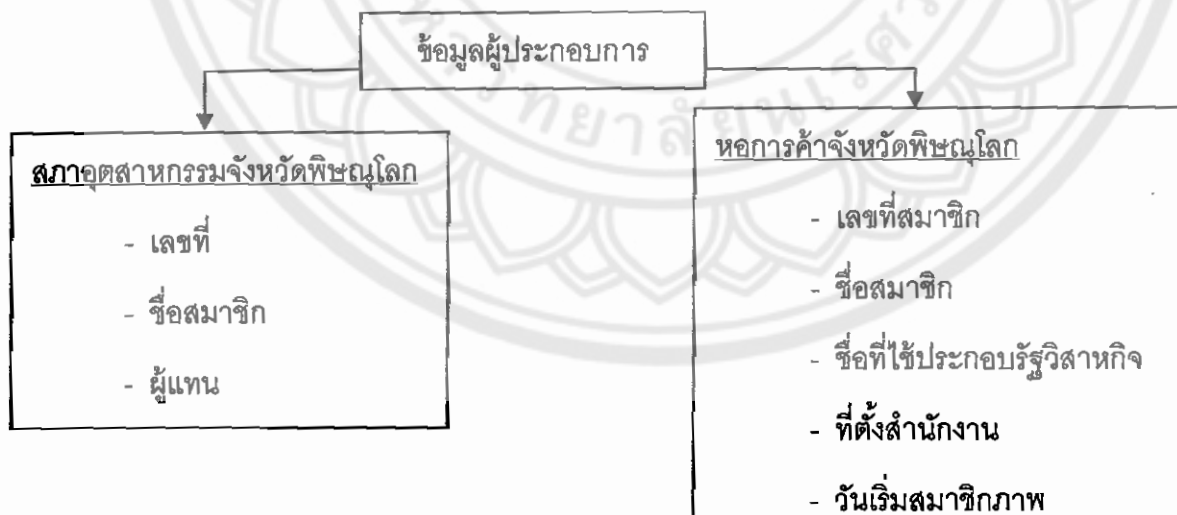 ข้อมูลผู้ประกอบการ
สภาอุตสาหกรรมจังหวัดพิษณุโลก
- เลขที่
- ชื่อสมาชิก
- ผู้แทน
หอการค้าจังหวัดพิษณุโลก
- เลขที่สมาชิก
- ชื่อสมาชิก
- ชื่อที่ใช้ประกอบรัฐวิสาหกิจ
- ที่ตั้งสำนักงาน
- วันเริ่มสมาชิกภาพ